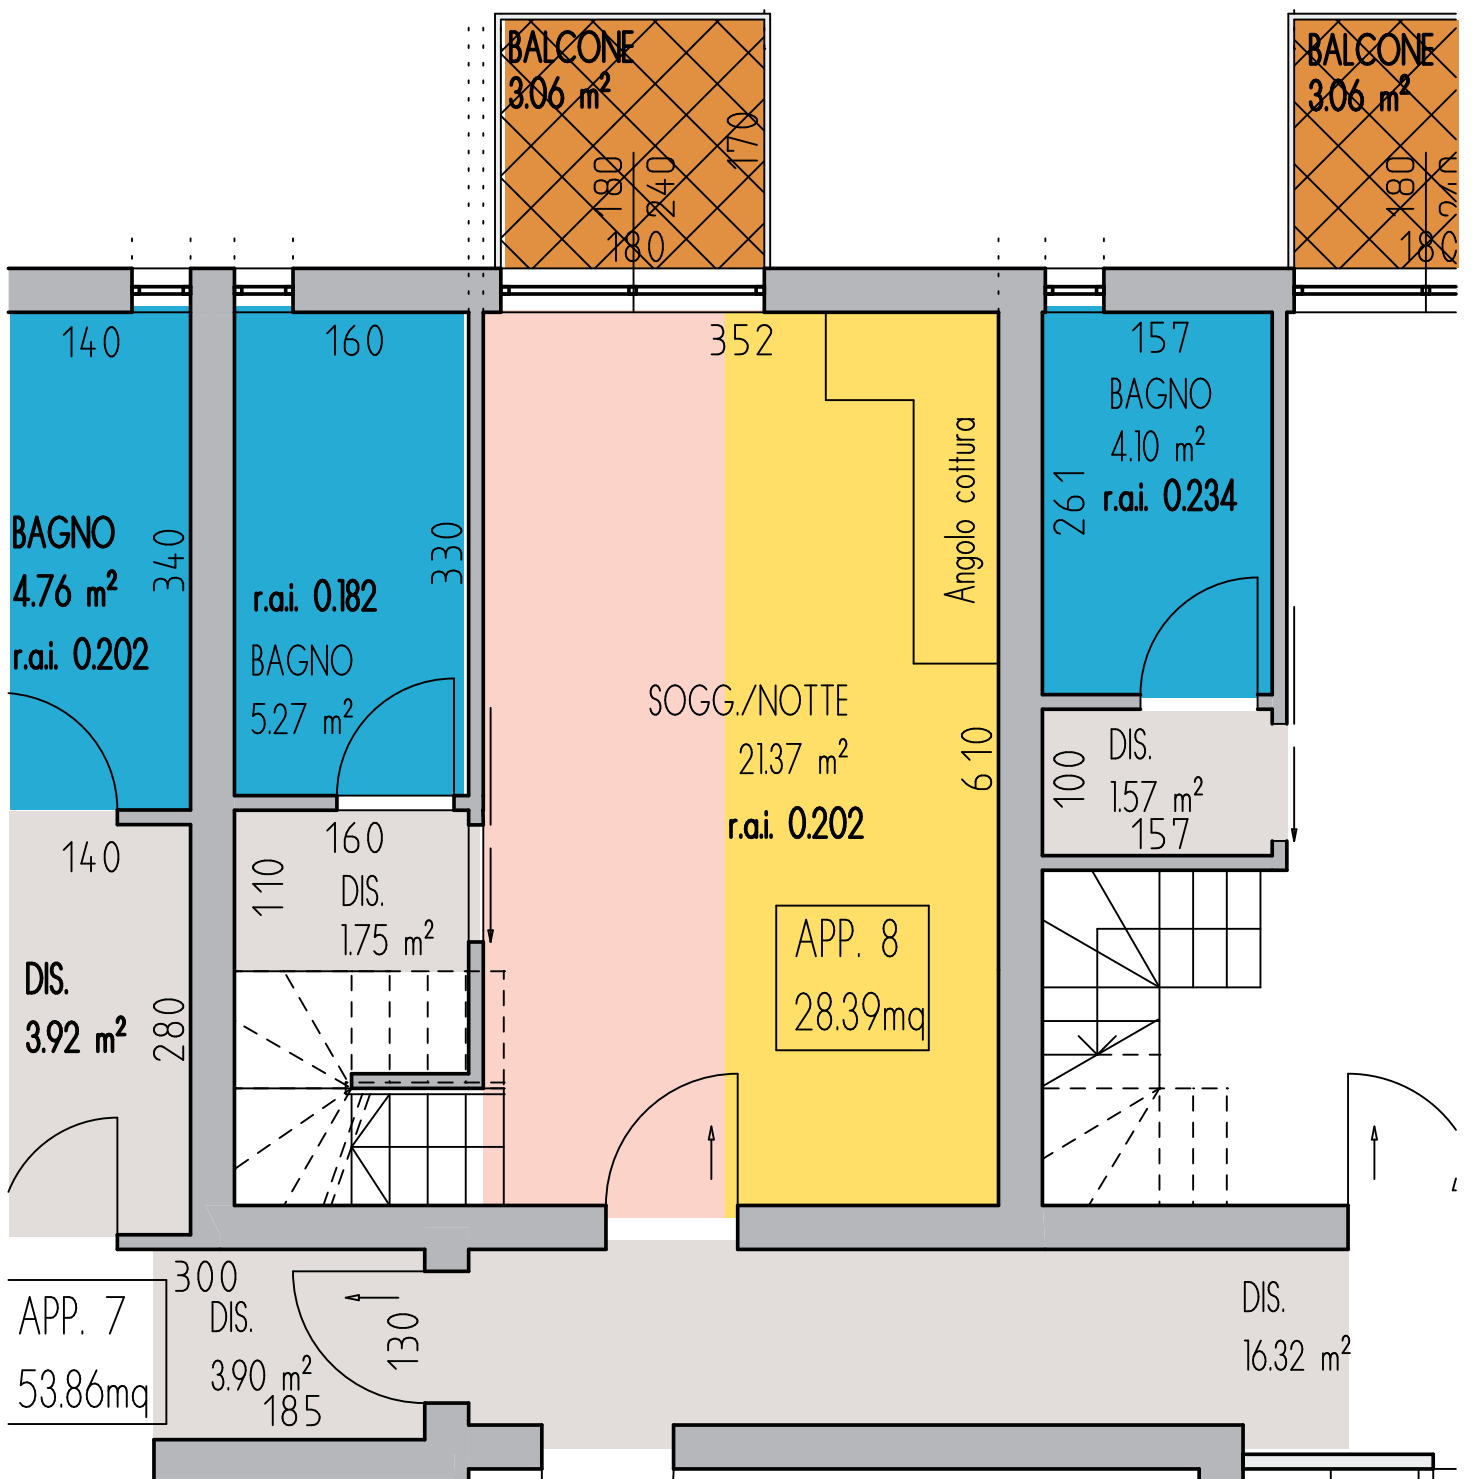 BALCONE
3.06 m²
170
180
240
180
BALCONE
3.06 m²
180
180
140
160
352
157
BAGNO
4.10 m²
r.a.i. 0.234
261
Angolo cottura
BAGNO
4.76 m²
r.a.i. 0.202
340
330
r.a.i. 0.182
BAGNO
5.27 m²
SOGG./NOTTE
21.37 m²
r.a.i. 0.202
610
DIS.
1.57 m²
157
100
140
160
110
DIS.
1.75 m²
APP. 8
28.39mq
DIS.
3.92 m²
280
300
DIS.
3.90 m²
185
130
APP. 7
53.86mq
DIS.
16.32 m²